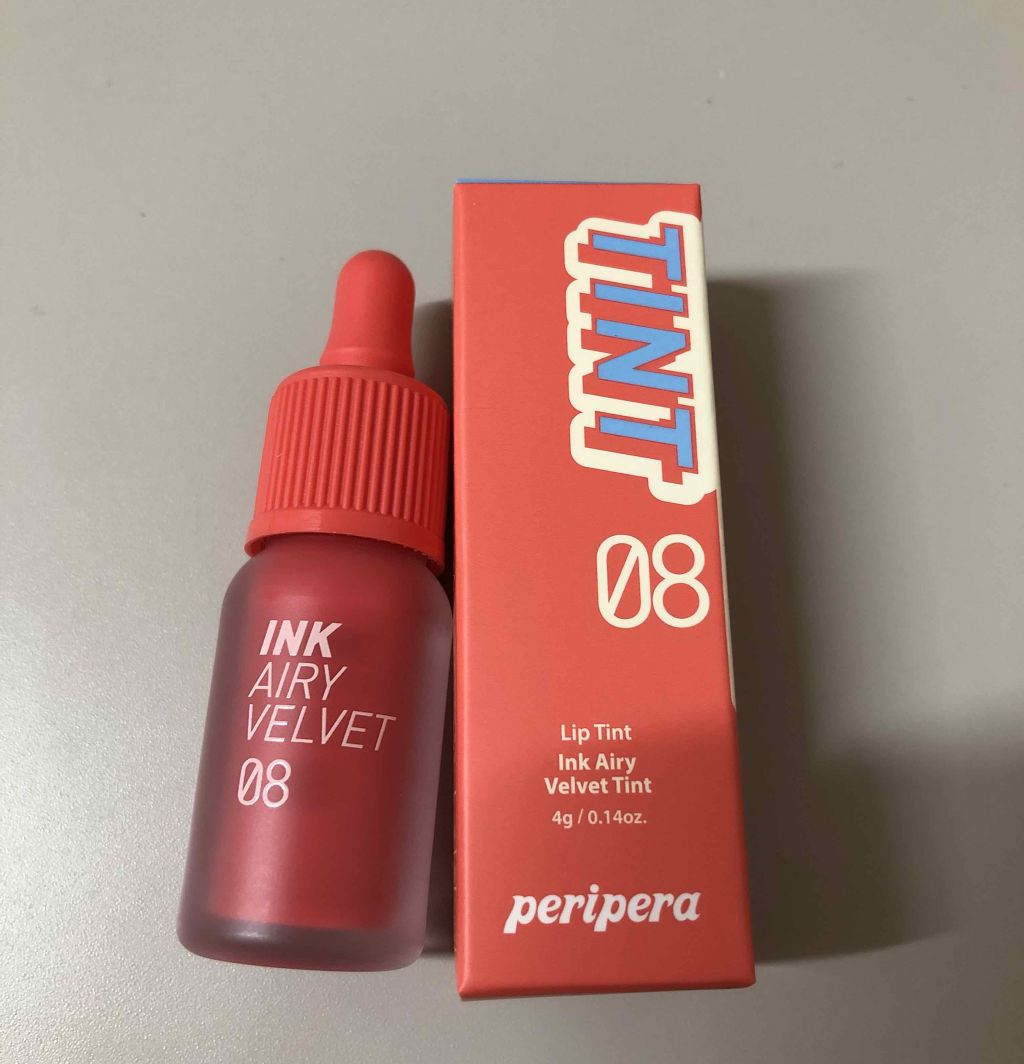 INK
AIRY
VELVET
08
TINT
08
Lip Tint
Ink Airy
Velvet Tint
4g / 0.14oz.
peripera